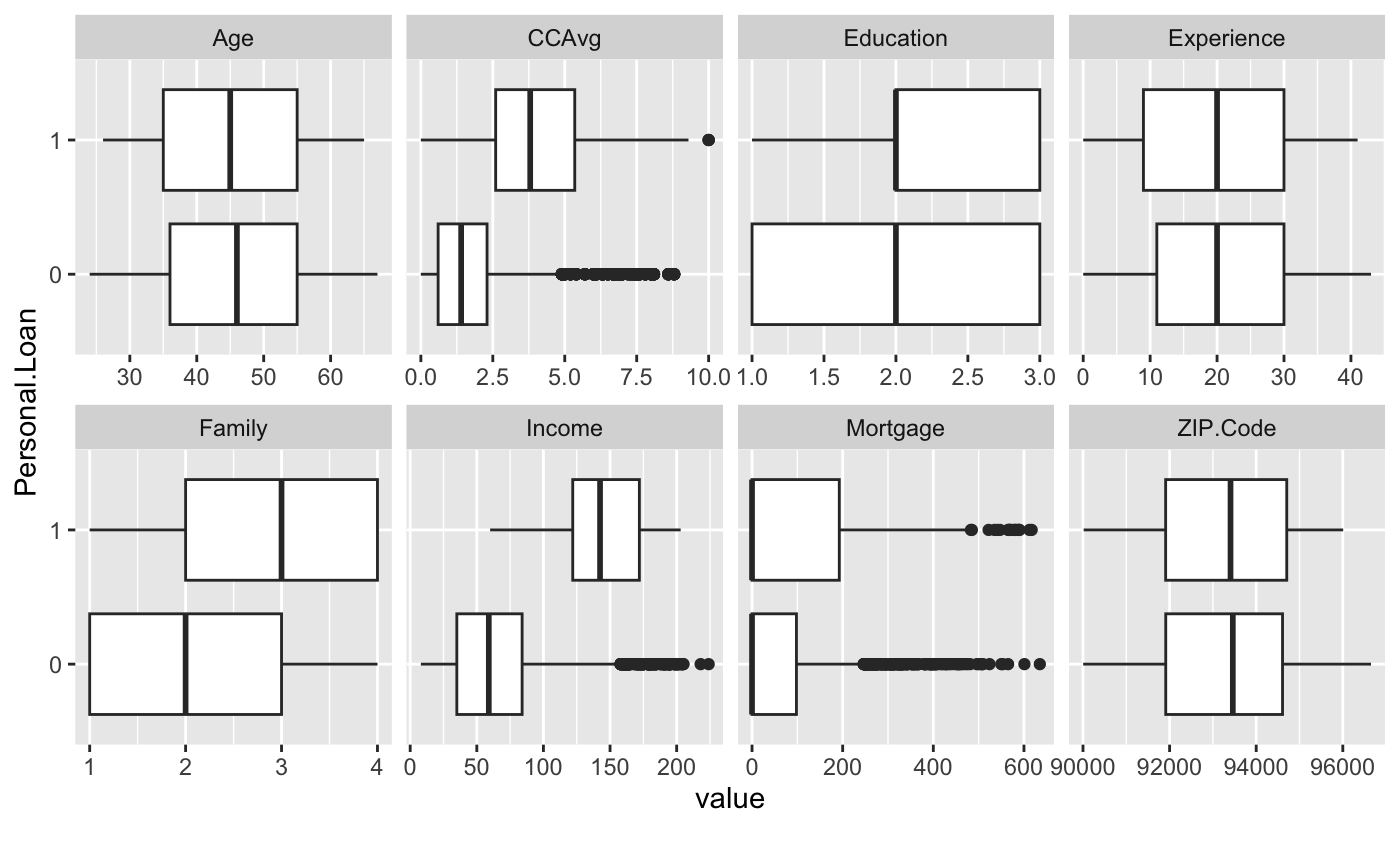 Age CCAvg Education Experience
1
0
30 40 50 60 0.0 2.5 5.0 7.5 10.0 1.0 1.5 2.0 2.5 3.0 0 10 20 30 40
Personal.Loan
Family Income Mortgage ZIP.Code
1
0
1 2 3 4 0 50 100 150 200 0 200 400 600 90000 92000 94000 96000
value